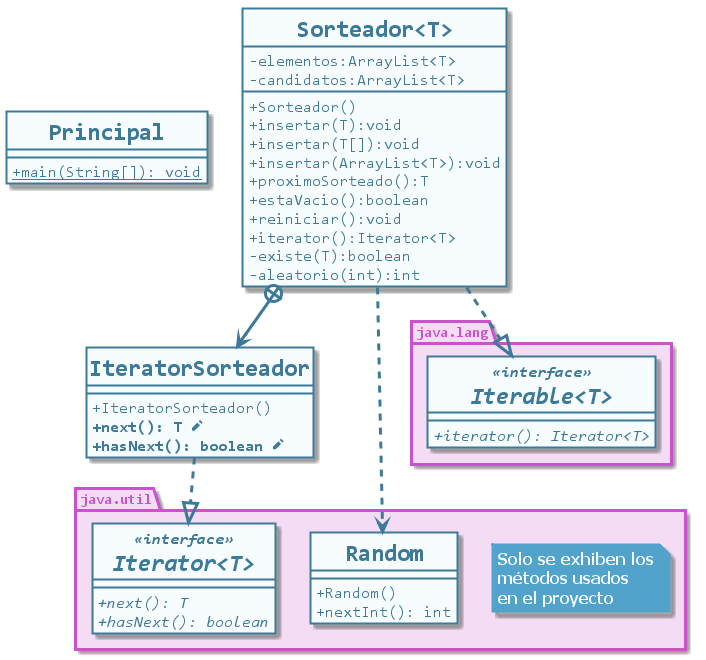 Sorteador<T>
-elementos:ArrayList<T>
-candidatos:ArrayList<T>
+Sorteador()
+insertar(T):void
+insertar(T[]):void
+insertar(ArrayList<T>):void
+proximoSorteado():T
+estaVacio():boolean
+reiniciar():void
+iterator():Iterator<T>
-existe(T):boolean
-aleatorio(int):int
Principal
+main(String[]): void
IteratorSorteador
+IteratorSorteador()
+next(): T
+hasNext(): boolean
java.lang
«interface»
Iterable<T>
+iterator(): Iterator<T>
java.util
«interface»
Iterator<T>
+next(): T
+hasNext(): boolean
Random
+Random()
+nextInt(): int
Solo se exhiben los
métodos usados
en el proyecto